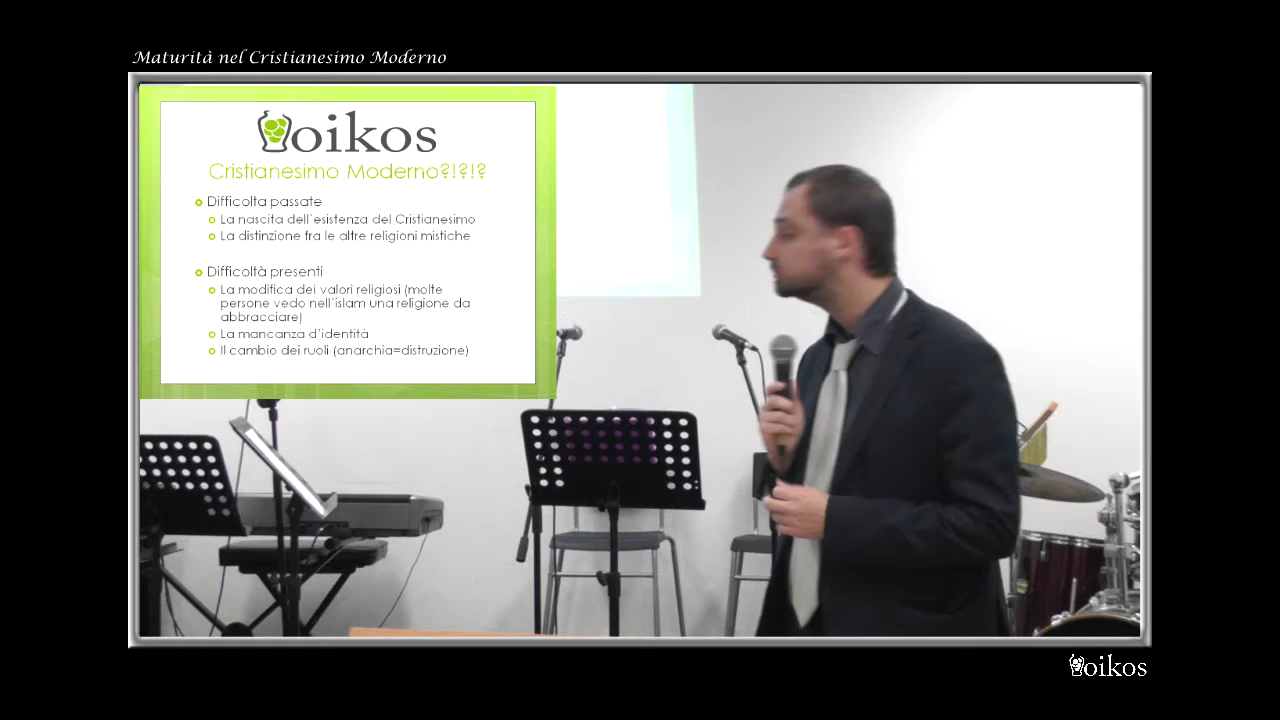 Maturità nel Cristianesimo Moderno
oikos
Cristianesimo Moderno?!?!?
Difficolta passate
La nascita dell'esistenza del Cristianesimo
La distinzione fra le altre religioni mistiche
Difficoltà presenti
La modifica dei valori religiosi (molte
persone vedo nell'islam una religione da
abbracciare)
La mancanza d'identità
Il cambio dei ruoli (anarchia=distruzione)
oikos